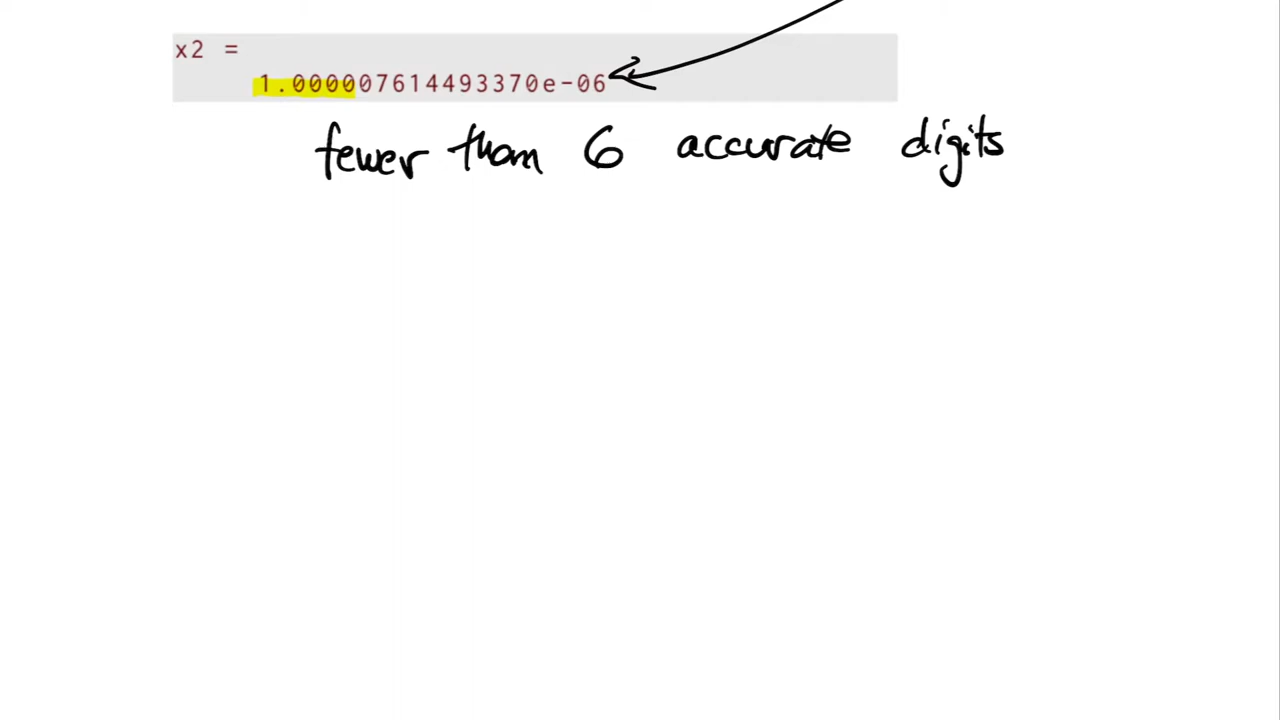 x2 =
1.000007614493370e-06
fewer than 6 accurate digits